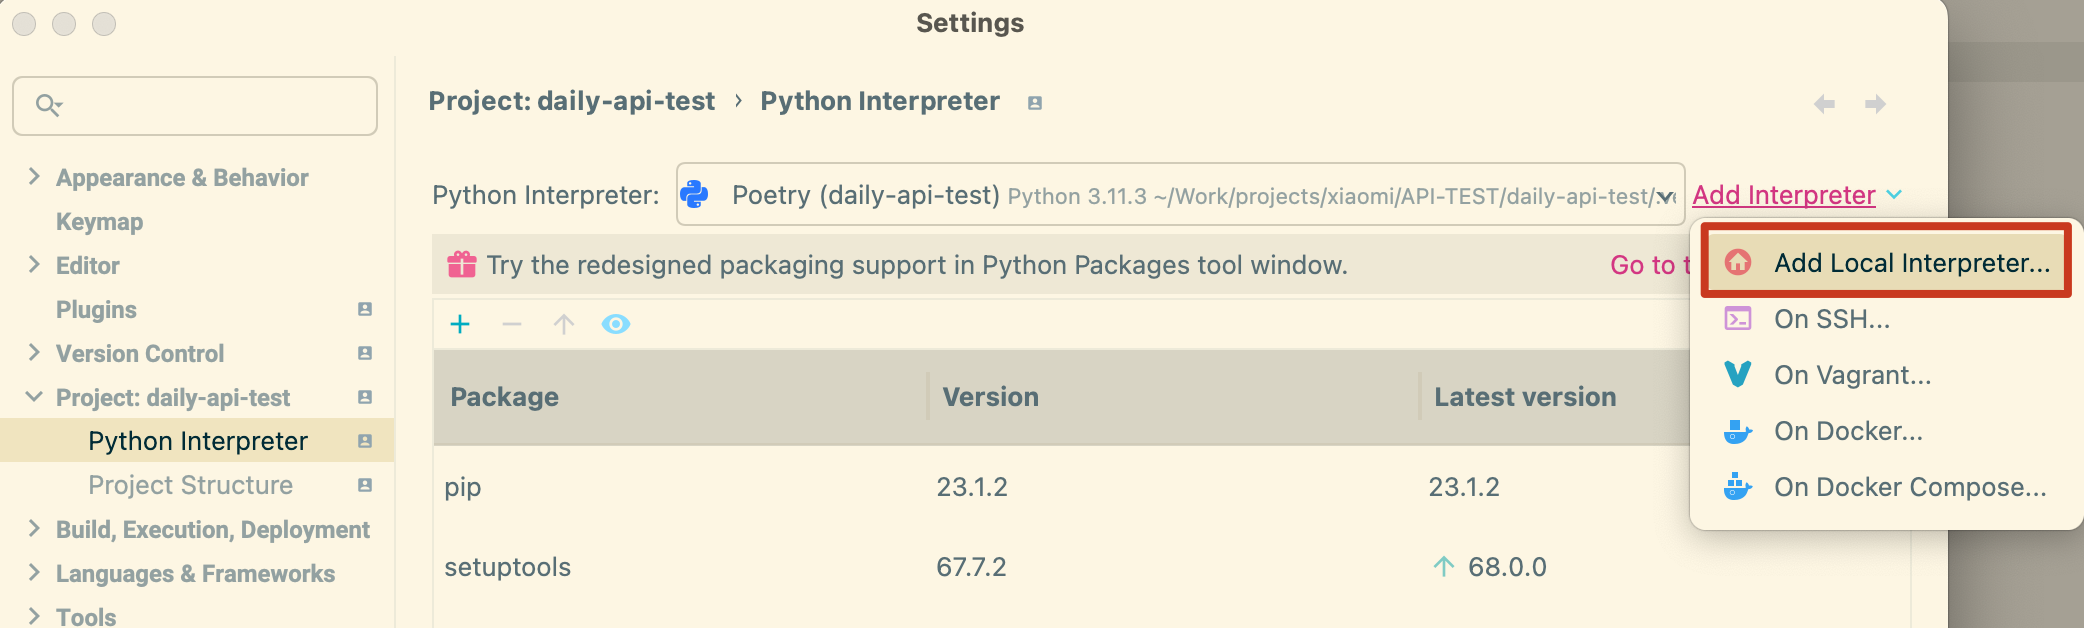 Settings
Project: daily-api-test › Python Interpreter
Python Interpreter: Poetry (daily-api-test) Python 3.11.3 ~/Work/projects/xiaomi/API-TEST/daily-api-test/ Add Interpreter
Try the redesigned packaging support in Python Packages tool window. Go to
Add Local Interpreter...
On SSH...
On Vagrant...
On Docker...
On Docker Compose...
Package Version Latest version
pip 23.1.2 23.1.2
setuptools 67.7.2 68.0.0
Appearance & Behavior
Keymap
Editor
Plugins
Version Control
Project: daily-api-test
Python Interpreter
Project Structure
Build, Execution, Deployment
Languages & Frameworks
Tools